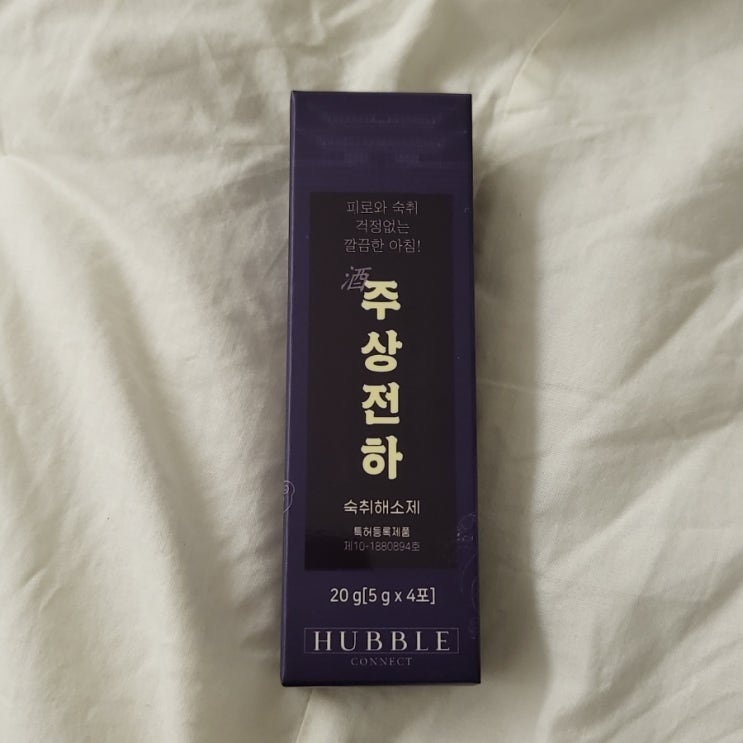 피로와 숙취
걱정없는
깔끔한 아침!
酒
주상전하
숙취해소제
특허등록제품
제10-1880894호
20 g[5 g x 4포]
HUBBLE
CONNECT